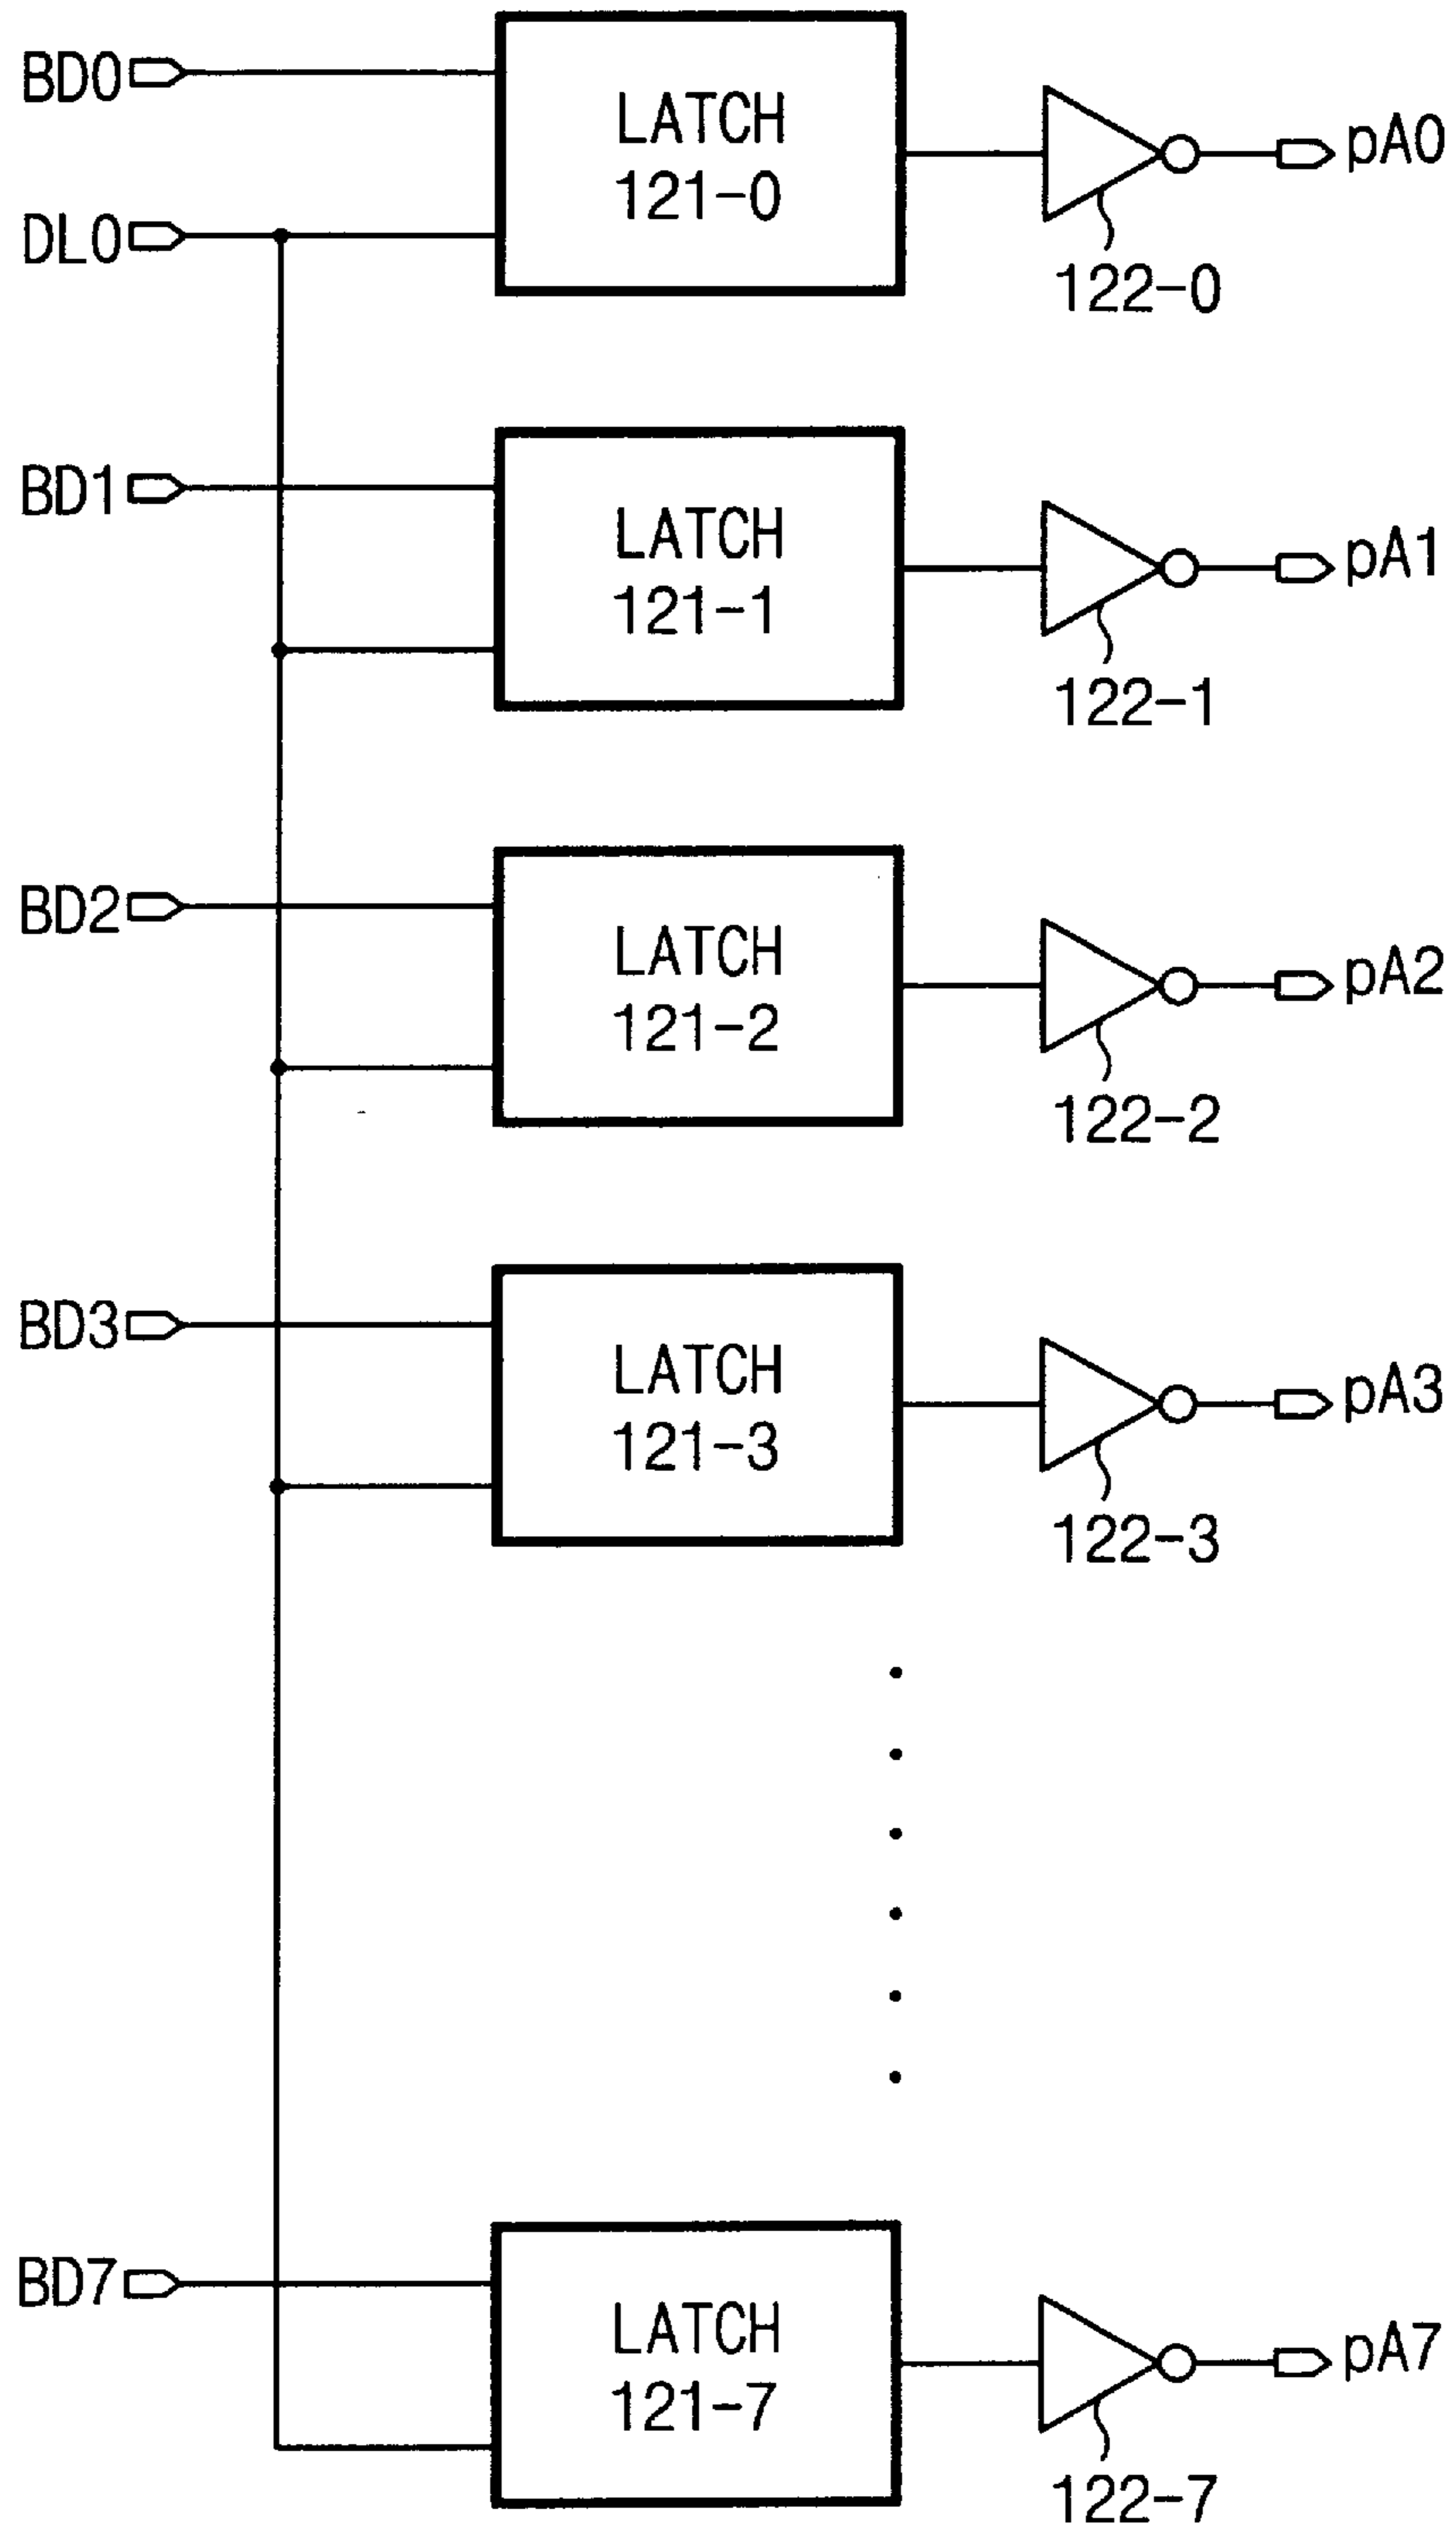 BD0
LATCH
121-0
pA0
DL0
122-0
BD1
LATCH
121-1
pA1
122-1
BD2
LATCH
121-2
pA2
122-2
BD3
LATCH
121-3
pA3
122-3
BD7
LATCH
121-7
pA7
122-7